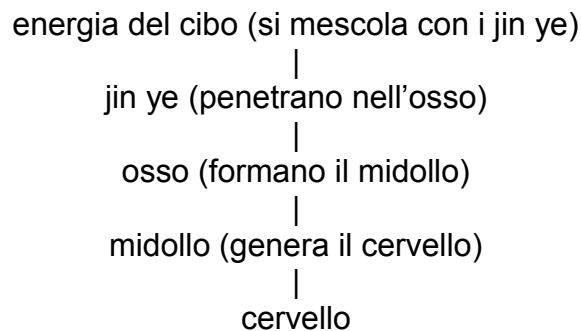 energia del cibo (si mescola con i jin ye)
|
jin ye (penetrano nell'osso)
|
osso (formano il midollo)
|
midollo (genera il cervello)
|
cervello